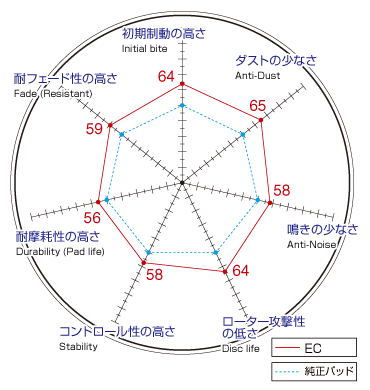 初期制動の高さ
Initial bite
64
ダストの少なさ
Anti-Dust
65
58
鳴きの少なさ
Anti-Noise
64
ローター攻撃性
の低さ
Disc life
58
コントロール性の高さ
Stability
56
耐摩耗性の高さ
Durability (Pad life)
59
耐フェード性の高さ
Fade (Resistant)
EC
純正パッド